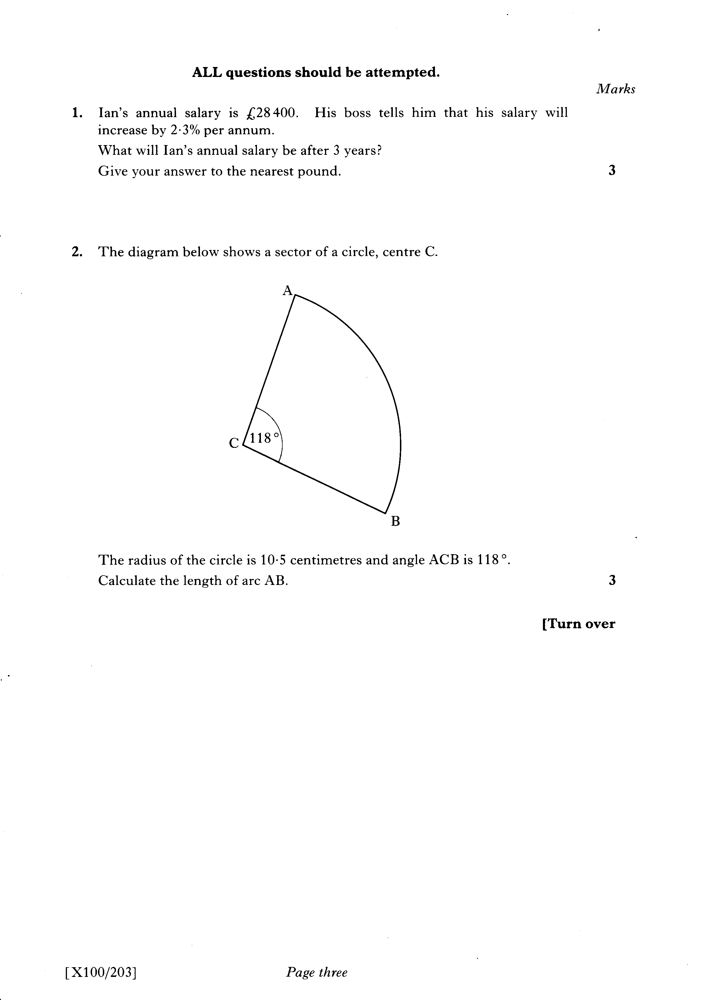 ALL questions should be attempted.
Marks
1. Ian's annual salary is £28 400. His boss tells him that his salary will
increase by 2·3% per annum.
What will Ian's annual salary be after 3 years?
Give your answer to the nearest pound. 3
2. The diagram below shows a sector of a circle, centre C.
A
C 118°
B
The radius of the circle is 10·5 centimetres and angle ACB is 118°.
Calculate the length of arc AB. 3
[Turn over
[X100/203] Page three